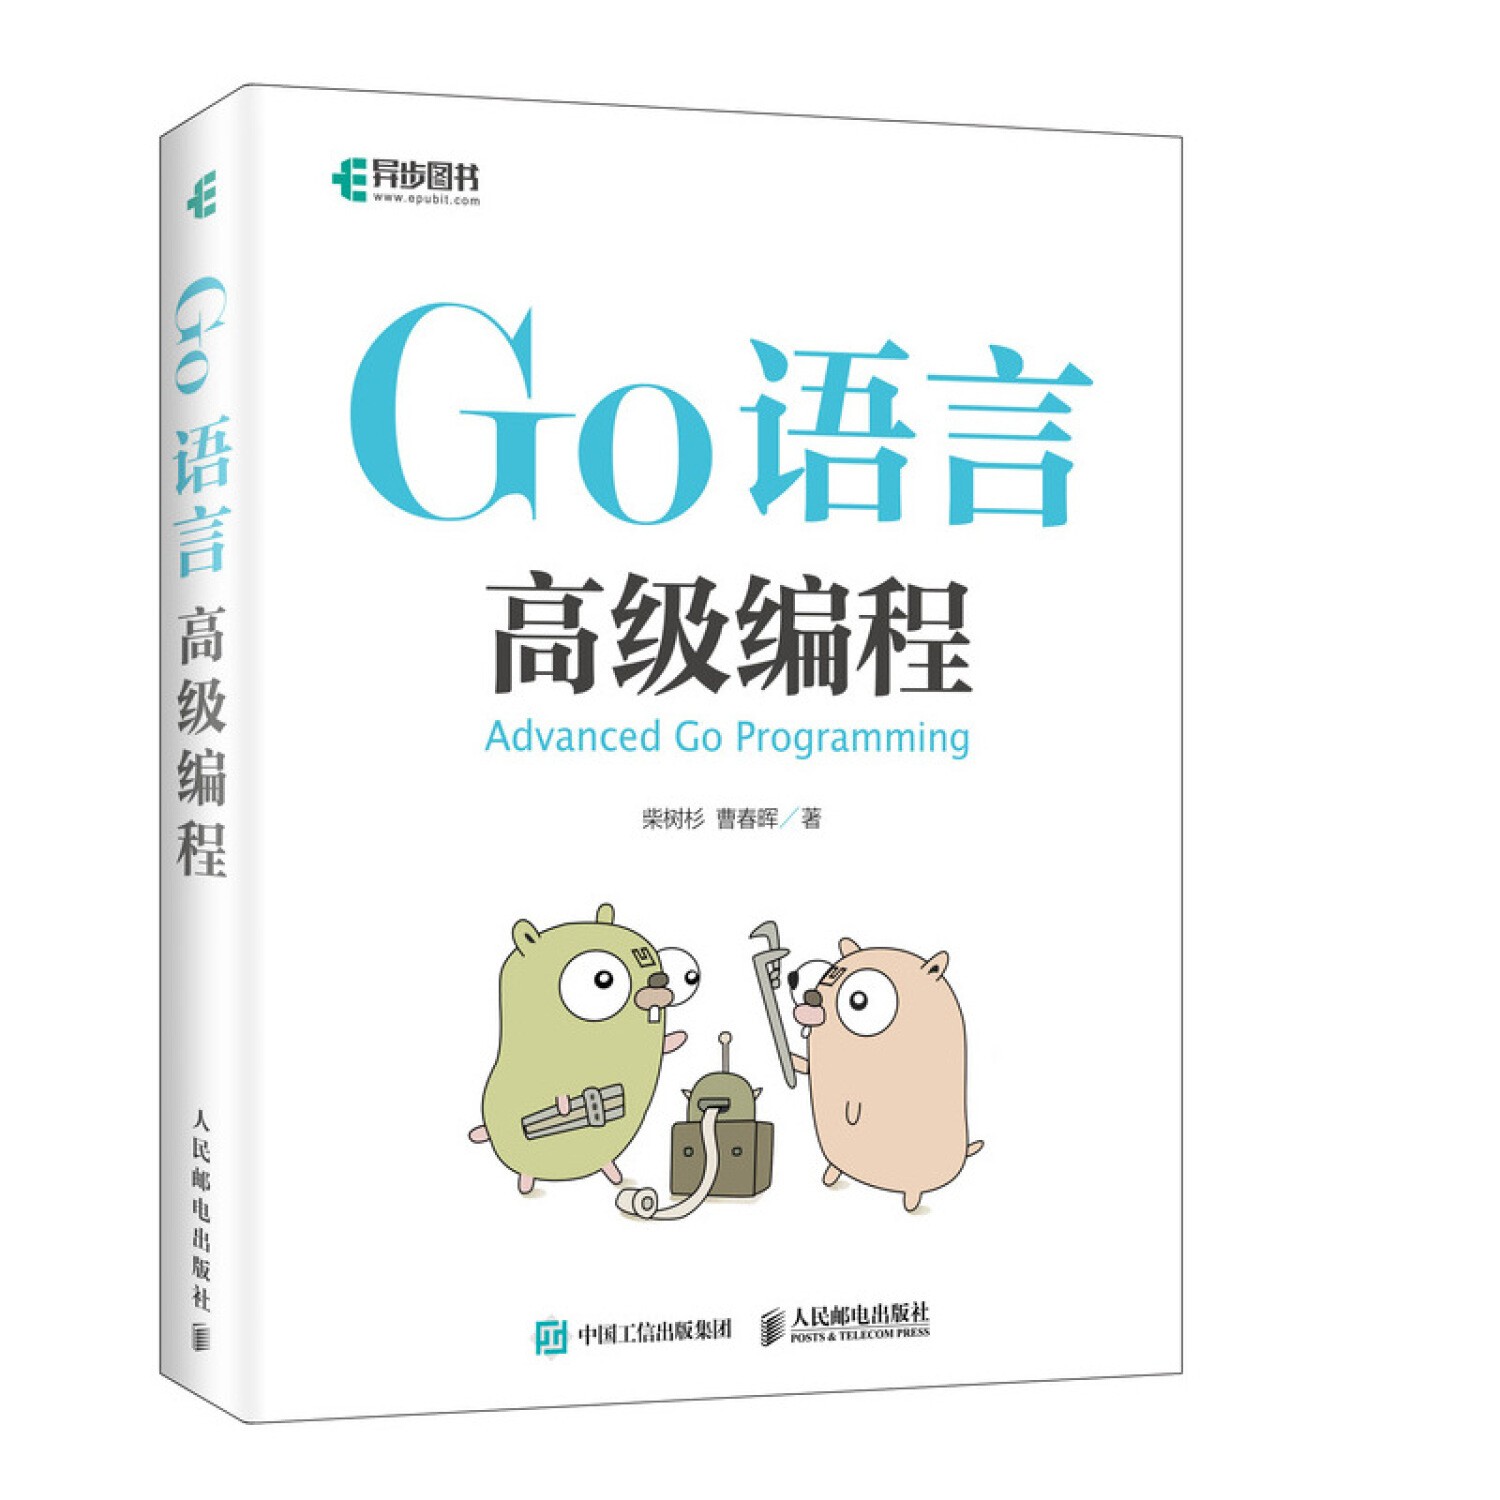 异步图书
www.epubit.com
Go语言
高级编程
Advanced Go Programming
柴树杉 曹春晖/著
中国工信出版集团
人民邮电出版社
POSTS & TELECOM PRESS
Go语言 高级编程
人民邮电出版社